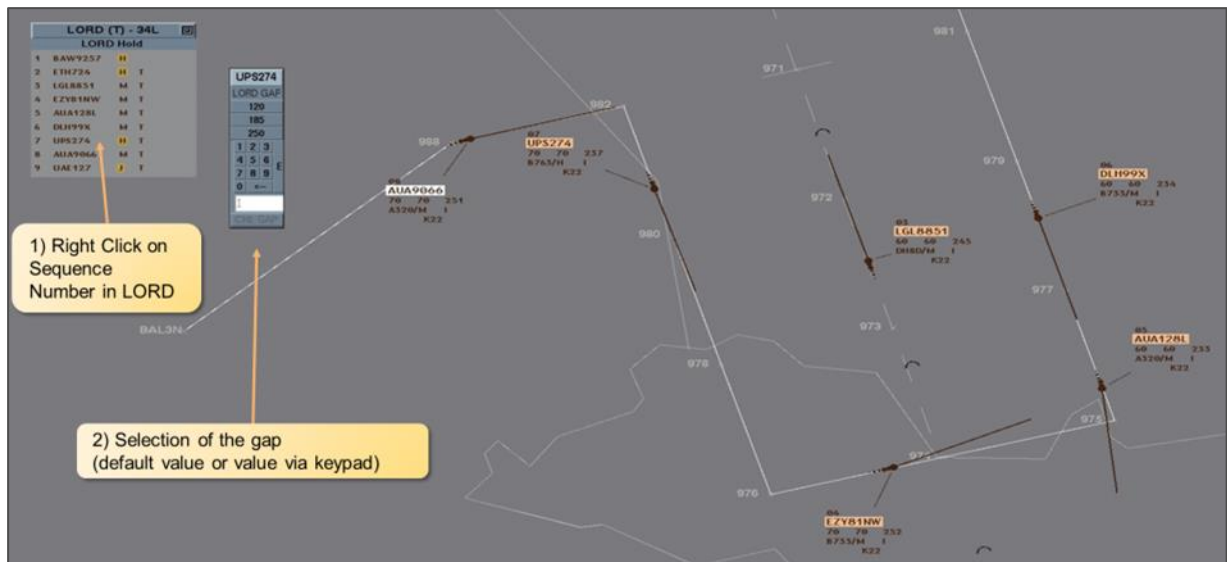 LORD (T) - 34L
LORD Hold
1 BAW9257 H
2 ETH724 H T
3 LGL8851 M T
4 EZY81NW M T
5 AUA128L M T
6 DLH99X M T
7 UPS274 H T
8 AUA9066 M T
9 UAE127 J T
UPS274
LORD GAP
120
185
250
1 2 3
4 5 6
7 8 9
E
0 <--
CNL GAP
1) Right Click on
Sequence
Number in LORD
2) Selection of the gap
(default value or value via keypad)
BAL3N
988
982
980
978
976
981
979
977
975
971
972
973
08
AUA9066
70 70 251
A320/M I
K22
07
UPS274
70 70 237
B763/H I
K22
03
LGL8851
60 60 245
DH8D/M I
K22
06
DLH99X
60 60 234
B733/M I
K22
05
AUA128L
60 60 233
A320/M I
K22
04
EZY81NW
70 70 232
B733/M I
K22